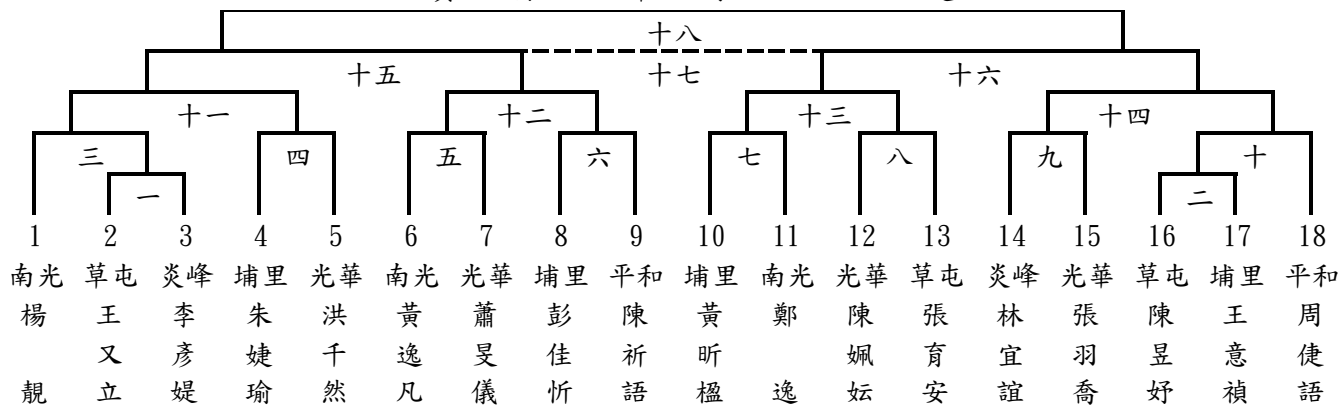 十八
十五 十七 十六
十一 十二 十三 十四
三 四 五 六 七 八 九 十
一 二
1 2 3 4 5 6 7 8 9 10 11 12 13 14 15 16 17 18
南光 草屯 炎峰 埔里 光華 南光 光華 埔里 平和 埔里 南光 光華 草屯 炎峰 光華 草屯 埔里 平和
楊 王 李 朱 洪 黃 蕭 彭 陳 黃 鄭 陳 張 林 張 陳 王 周
又 彥 婕 千 逸 旻 佳 祈 昕 姵 育 宜 羽 昱 意 倢
靚 立 媞 瑜 然 凡 儀 忻 語 楹 逸 妘 安 誼 喬 妤 禎 語